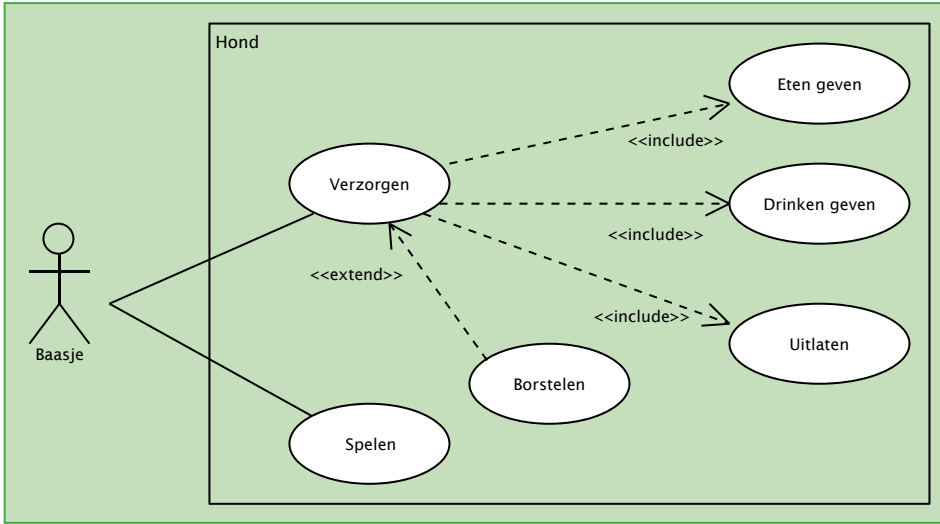 Hond
Eten geven
<<include>>
Verzorgen
Drinken geven
<<include>>
<<extend>>
<<include>>
Uitlaten
Baasje
Borstelen
Spelen